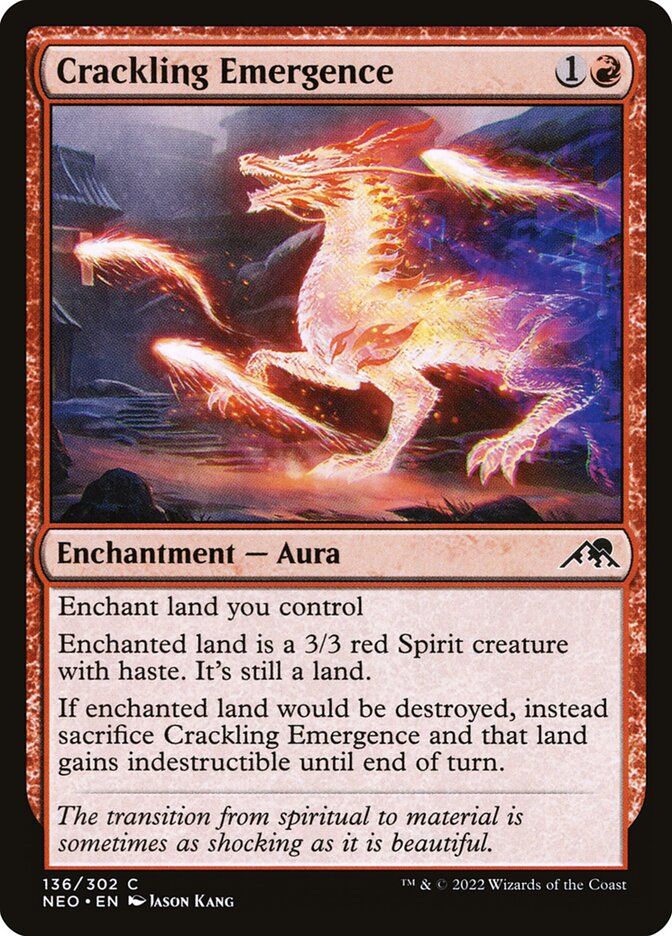 Crackling Emergence 1
Enchantment — Aura
Enchant land you control
Enchanted land is a 3/3 red Spirit creature
with haste. It's still a land.
If enchanted land would be destroyed, instead
sacrifice Crackling Emergence and that land
gains indestructible until end of turn.
The transition from spiritual to material is
sometimes as shocking as it is beautiful.
136/302 C
™ & © 2022 Wizards of the Coast
NEO • EN Jason Kang